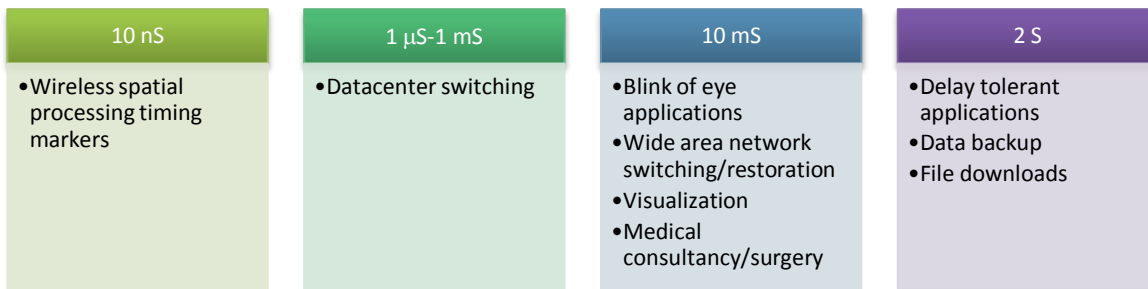 10 nS
•Wireless spatial
processing timing
markers
1 μS-1 mS
•Datacenter switching
10 mS
•Blink of eye
applications
•Wide area network
switching/restoration
•Visualization
•Medical
consultancy/surgery
2 S
•Delay tolerant
applications
•Data backup
•File downloads